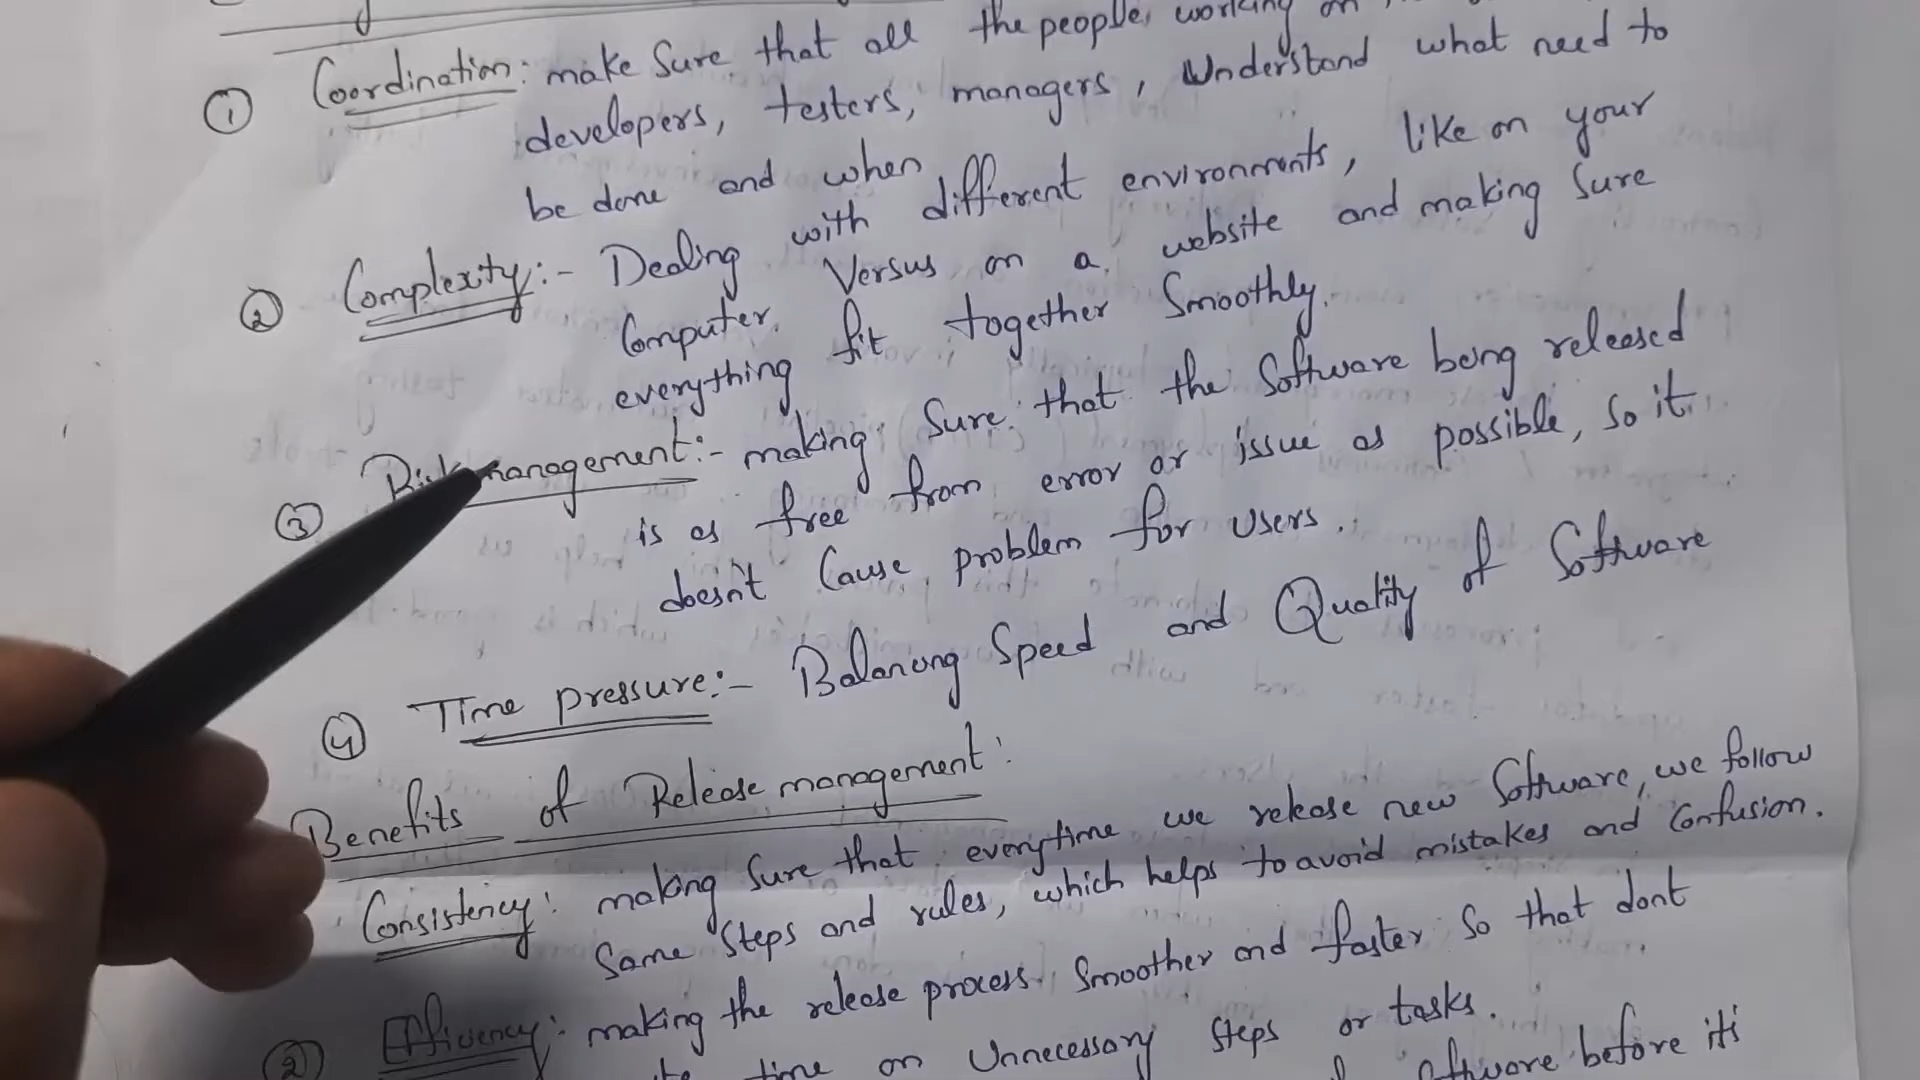 ① Coordination: make Sure that all the people, working on
developers, testers, managers, Understand what need to
be done and when
② Complexity:- Dealing with different environments, like on your
Computer Versus on a website and making Sure
everything fit together Smoothly.
③ Risk management:- making Sure that the Software being released
is as free from error or issue as possible, So it
doesn't Cause problem for Users.
④ Time pressure:- Balancing Speed and Quality of Software
Benefits of Release management:
Consistency: making Sure that everytime we release new Software, we follow
Same Steps and rules, which helps to avoid mistakes and Confusion.
② Efficiency: making the release process Smoother and faster So that dont
time on Unnecessary Steps or tasks.
Software before it's